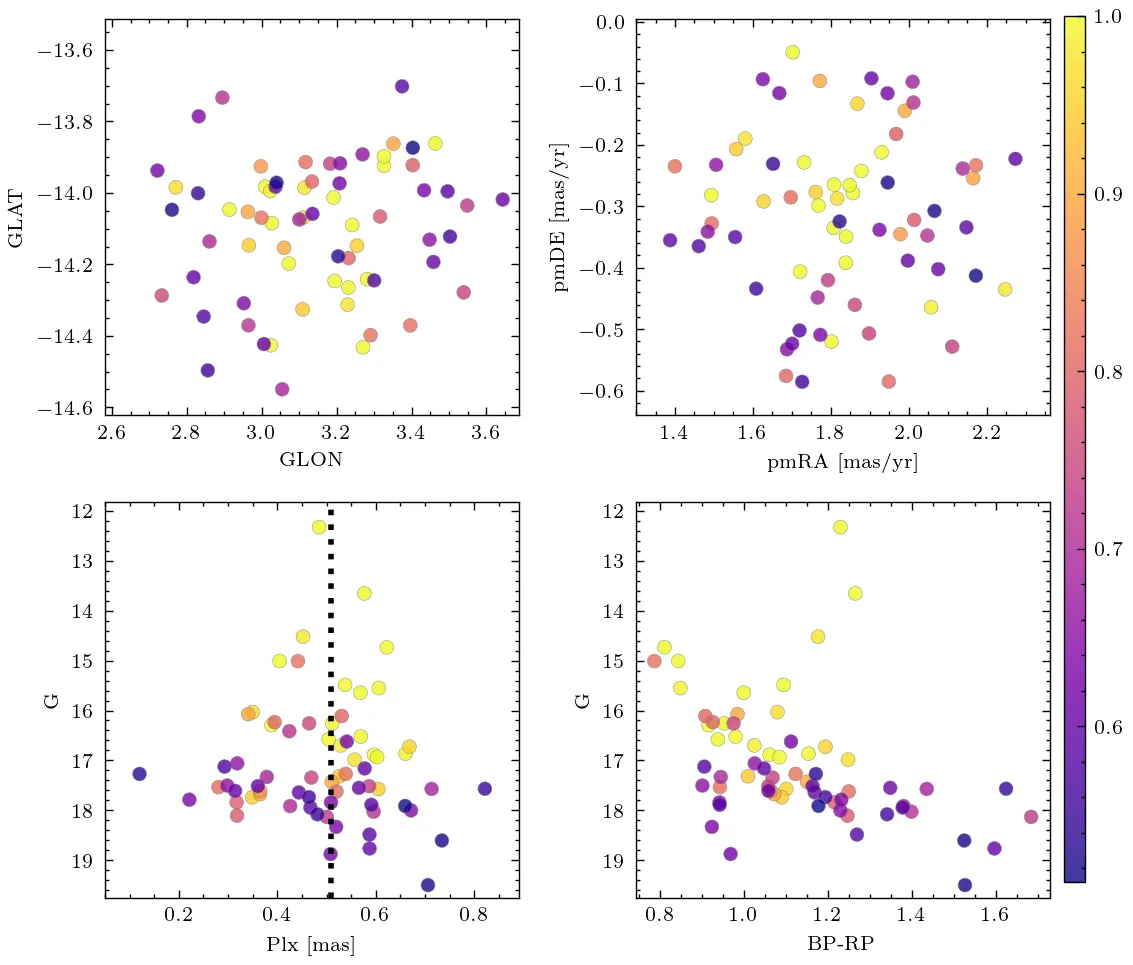 −13.6
−13.8
−14.0
−14.2
−14.4
−14.6
GLAT
2.6 2.8 3.0 3.2 3.4 3.6
GLON
0.0
−0.1
−0.2
−0.3
−0.4
−0.5
−0.6
pmDE [mas/yr]
1.4 1.6 1.8 2.0 2.2
pmRA [mas/yr]
1.0
0.9
0.8
0.7
0.6
12
13
14
15
16
17
18
19
G
0.2 0.4 0.6 0.8
Plx [mas]
12
13
14
15
16
17
18
19
G
0.8 1.0 1.2 1.4 1.6
BP-RP